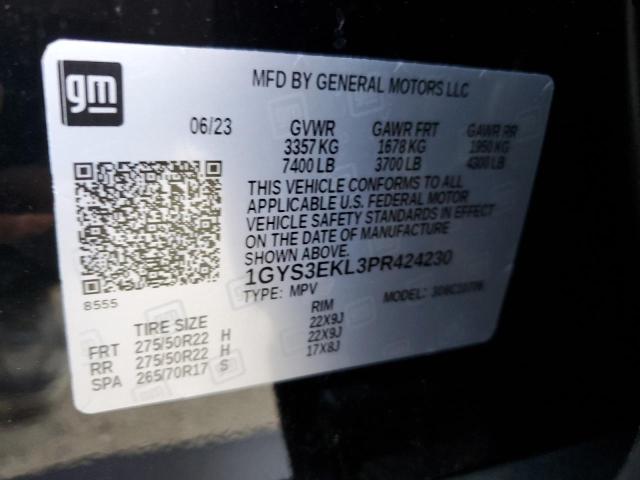 gm
MFD BY GENERAL MOTORS LLC
06/23 GVWR GAWR FRT GAWR RR
3357 KG 1678 KG 1950 KG
7400 LB 3700 LB 4300 LB
THIS VEHICLE CONFORMS TO ALL
APPLICABLE U.S. FEDERAL MOTOR
VEHICLE SAFETY STANDARDS IN EFFECT
ON THE DATE OF MANUFACTURE
SHOWN ABOVE.
1GYS3EKL3PR424230
TYPE: MPV MODEL:
8555
TIRE SIZE RIM
FRT 275/50R22 H 22X9J
RR 275/50R22 H 22X9J
SPA 265/70R17 S 17X8J